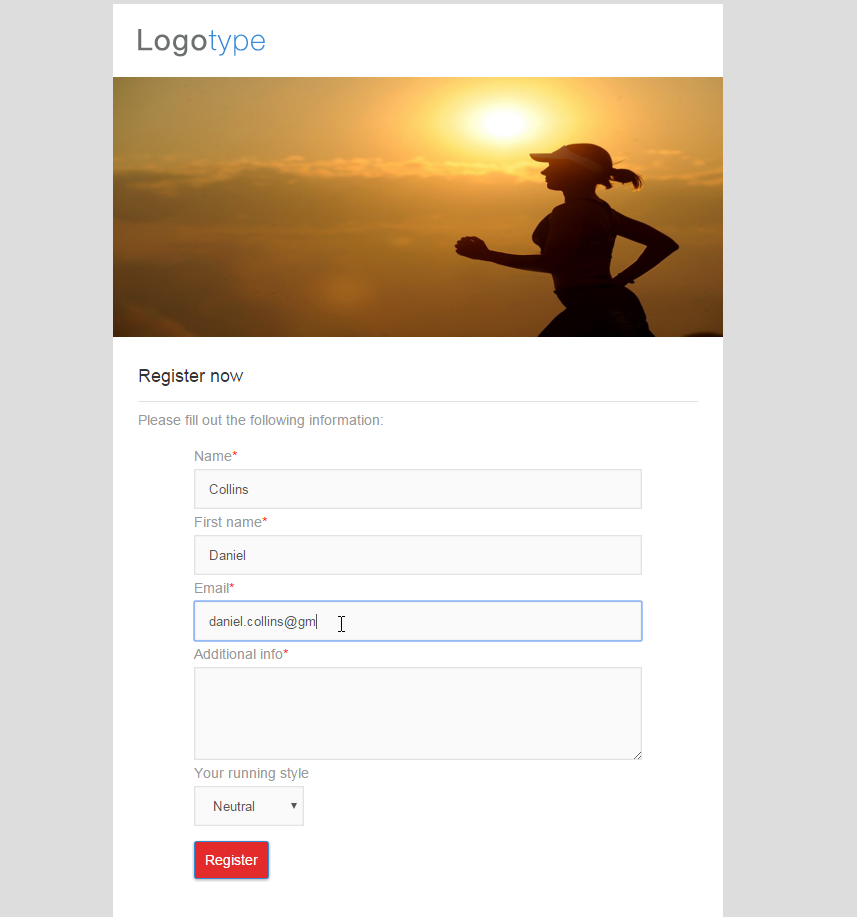 Logotype
Register now
Please fill out the following information:
Name*
Collins
First name*
Daniel
Email*
daniel.collins@gm
Additional info*
Your running style
Neutral
Register